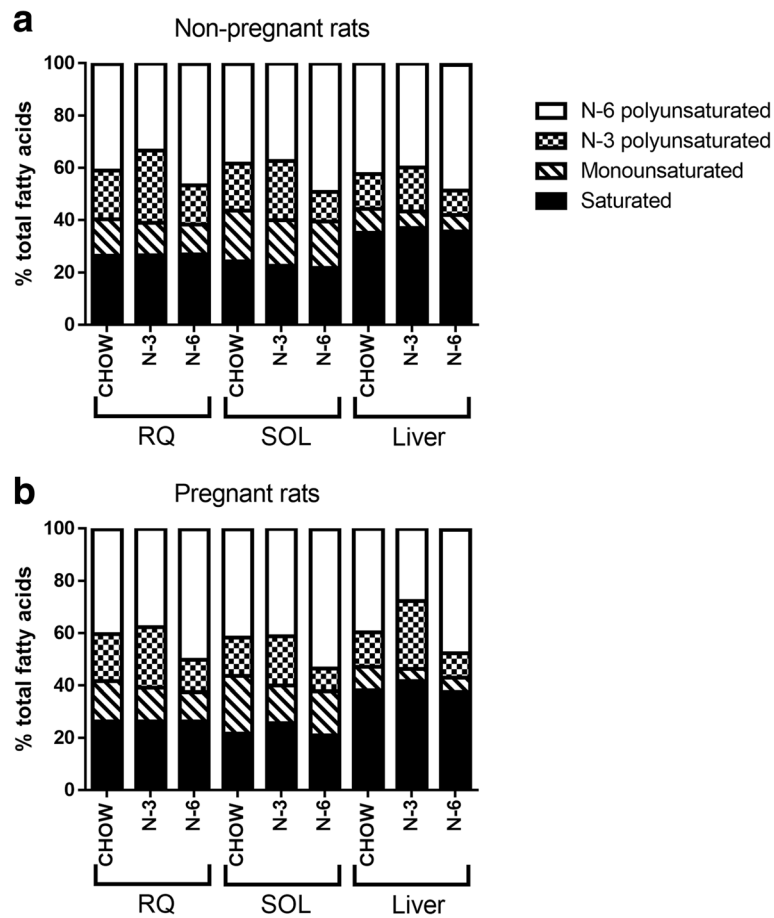 a
Non-pregnant rats
% total fatty acids
100
80
60
40
20
0
CHOW
N-3
N-6
CHOW
N-3
N-6
CHOW
N-3
N-6
RQ
SOL
Liver
N-6 polyunsaturated
N-3 polyunsaturated
Monounsaturated
Saturated
b
Pregnant rats
% total fatty acids
100
80
60
40
20
0
CHOW
N-3
N-6
CHOW
N-3
N-6
CHOW
N-3
N-6
RQ
SOL
Liver